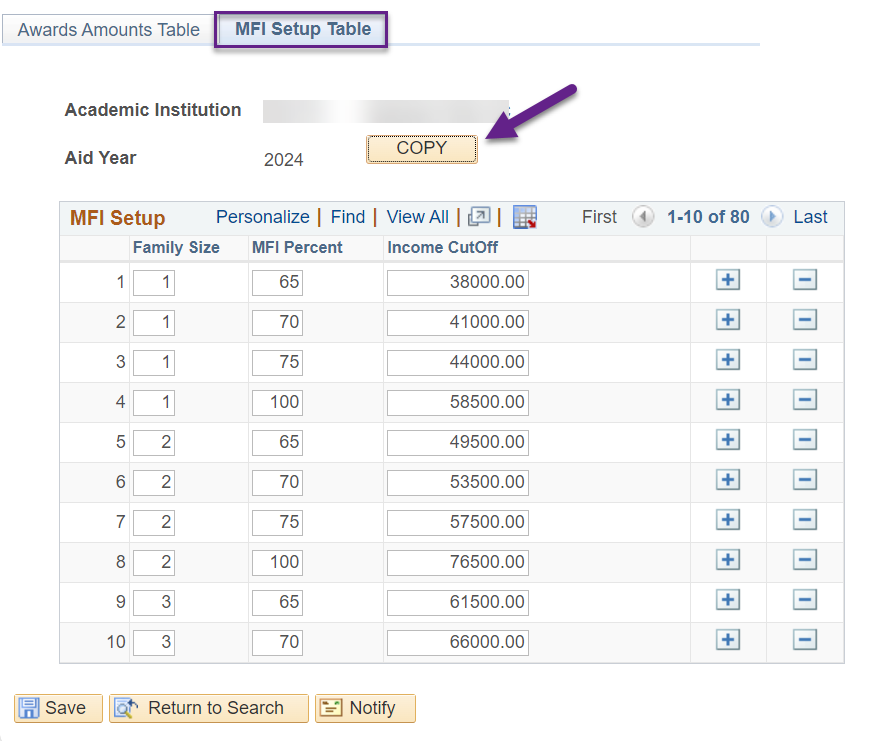 Awards Amounts Table MFI Setup Table
Academic Institution
COPY
Aid Year 2024
MFI Setup Personalize | Find | View All | | First 1-10 of 80 Last
Family Size MFI Percent Income CutOff
1 1 65 38000.00
2 1 70 41000.00
3 1 75 44000.00
4 1 100 58500.00
5 2 65 49500.00
6 2 70 53500.00
7 2 75 57500.00
8 2 100 76500.00
9 3 65 61500.00
10 3 70 66000.00
Save Return to Search Notify